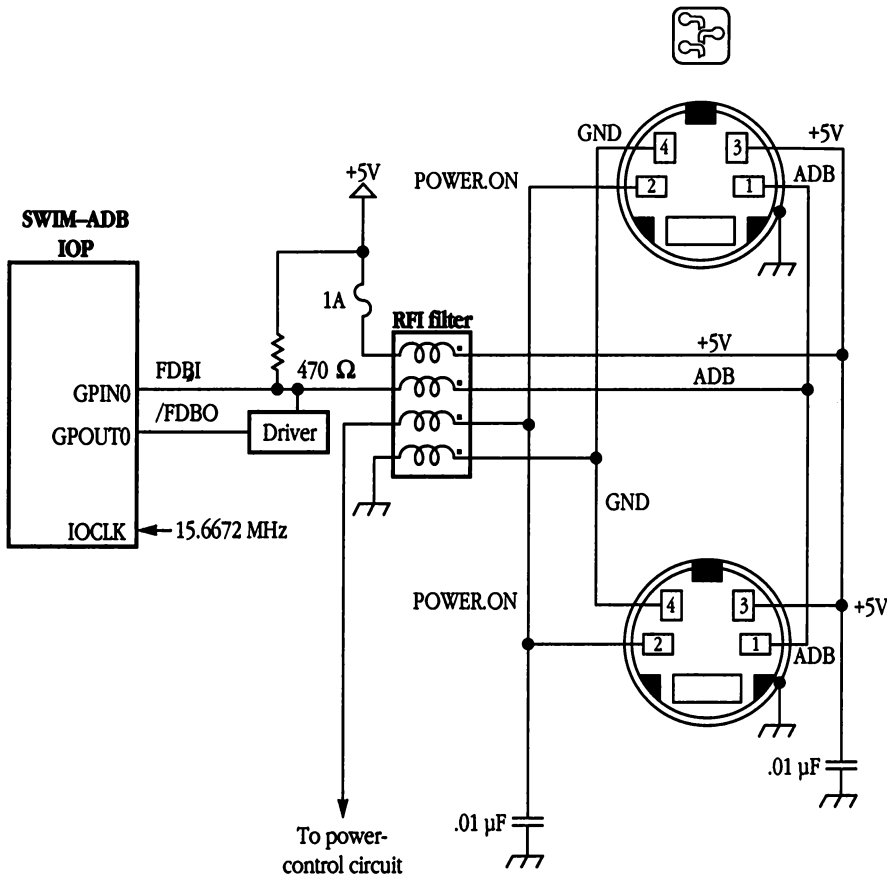 GND
+5V
4
3
ADB
POWER.ON
2
1
+5V
SWIM–ADB
IOP
1A
RFI filter
+5V
FDBI
470 Ω
ADB
GPIN0
/FDBO
GPOUT0
Driver
GND
IOCLK
15.6672 MHz
POWER.ON
4
3
+5V
2
1
ADB
.01 µF
.01 µF
To power-
control circuit